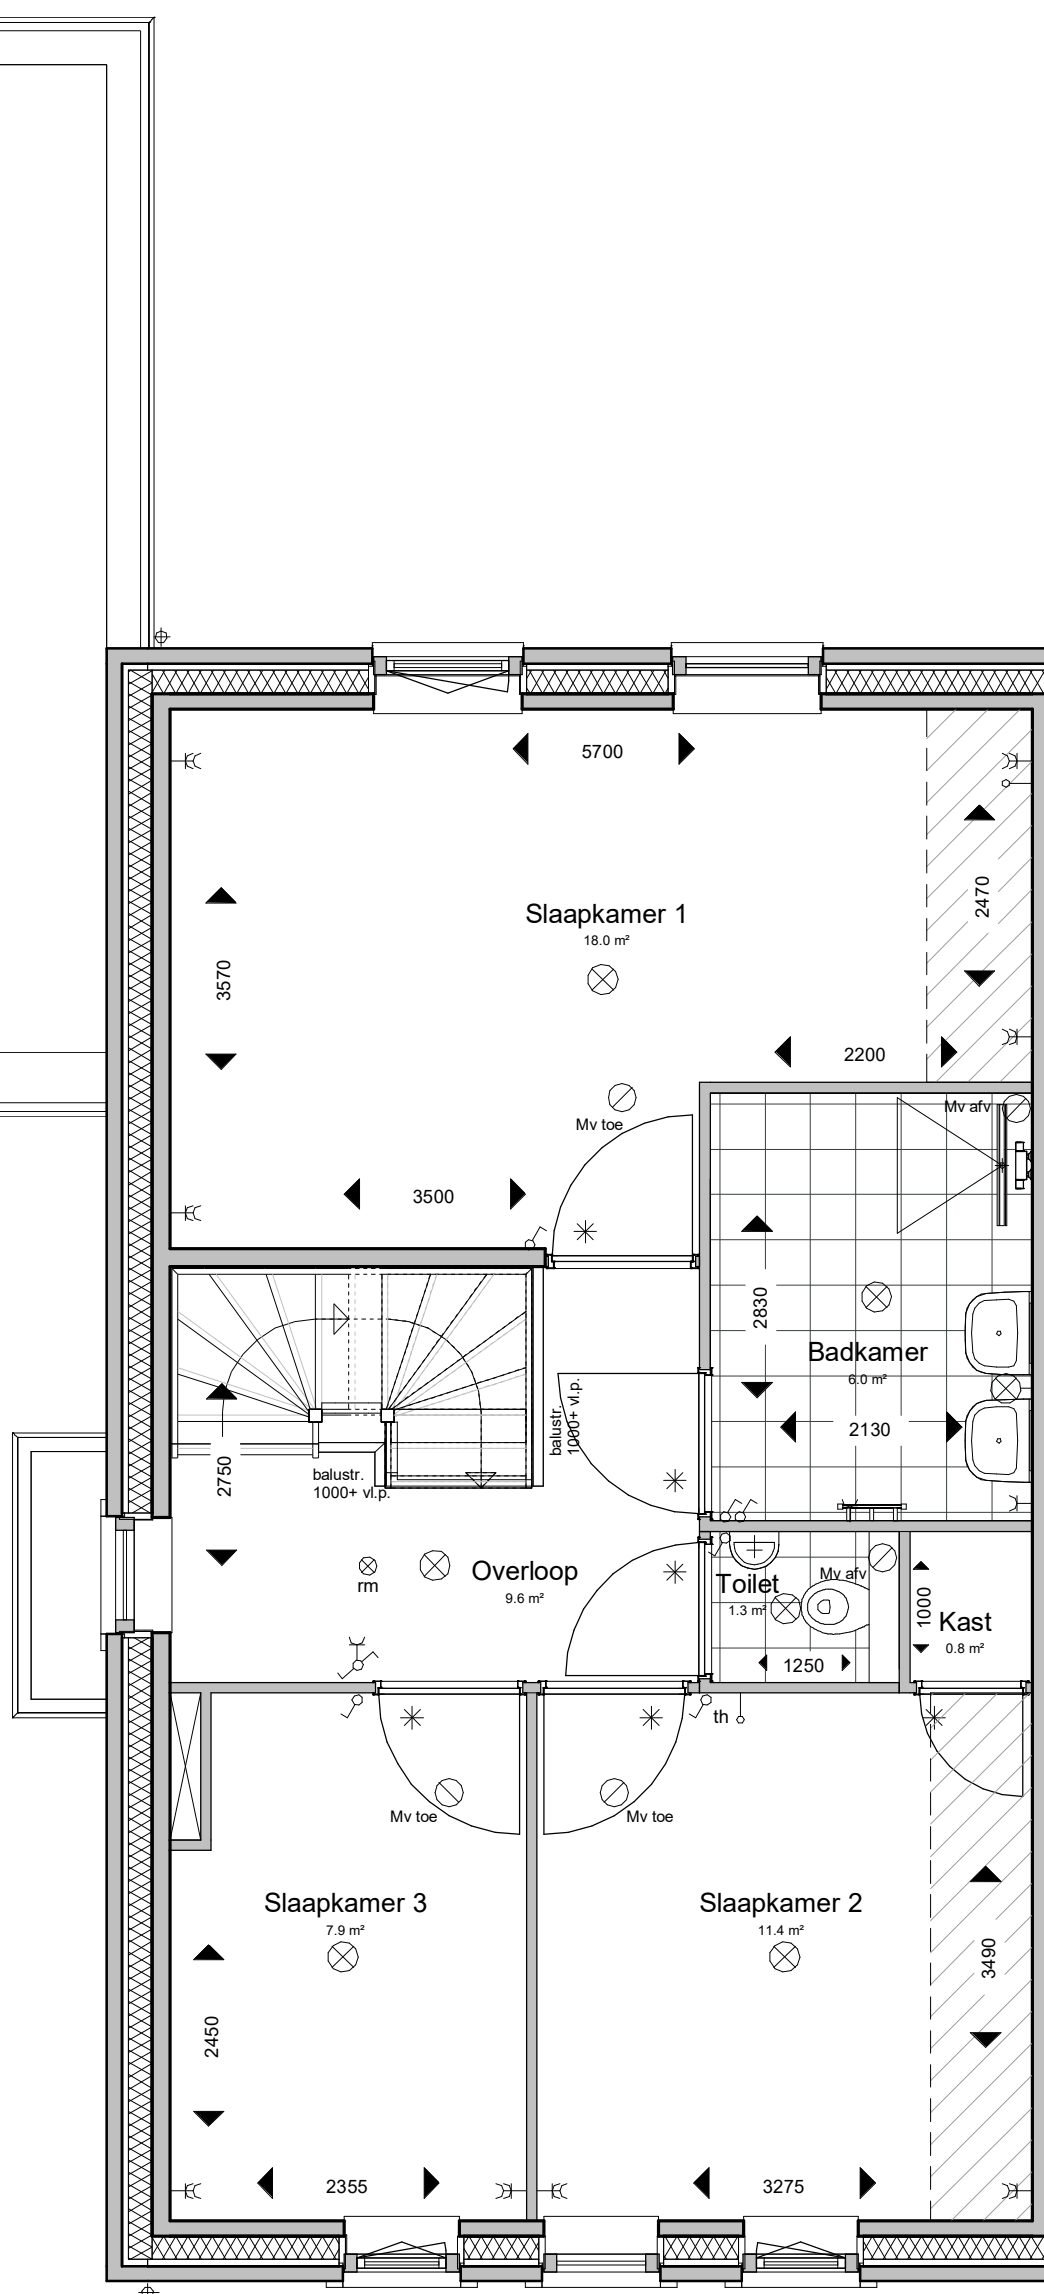 5700
2470
Slaapkamer 1
18.0 m²
3570
2200
Mv toe
Mv afv
3500
2830
Badkamer
6.0 m²
balustr.
1000+ vl.p.
2130
2750
balustr.
1000+ vl.p.
rm
Overloop
9.6 m²
Toilet
1.3 m²
Mv afv
1000
Kast
0.8 m²
1250
th
Mv toe
Mv toe
Slaapkamer 3
7.9 m²
Slaapkamer 2
11.4 m²
3490
2450
2355
3275